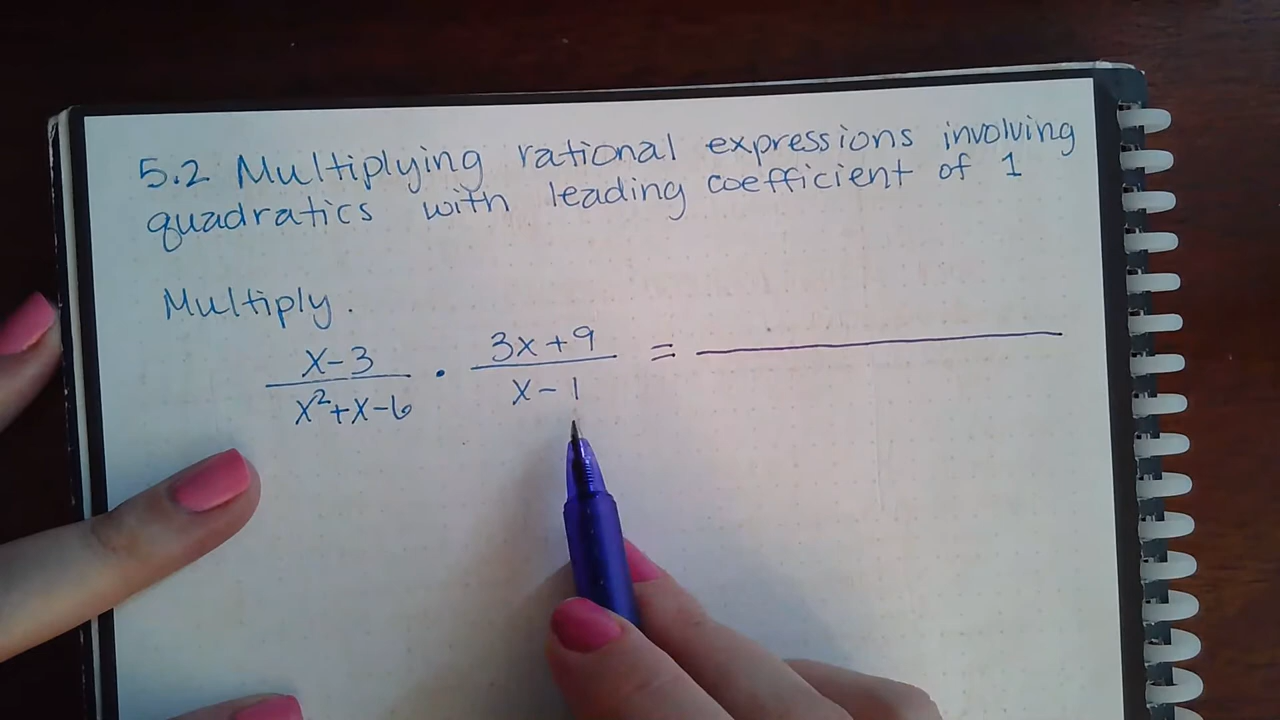 5.2 Multiplying rational expressions involving
quadratics with leading coefficient of 1
Multiply.
x-3 / x²+x-6 · 3x+9 / x-1 =